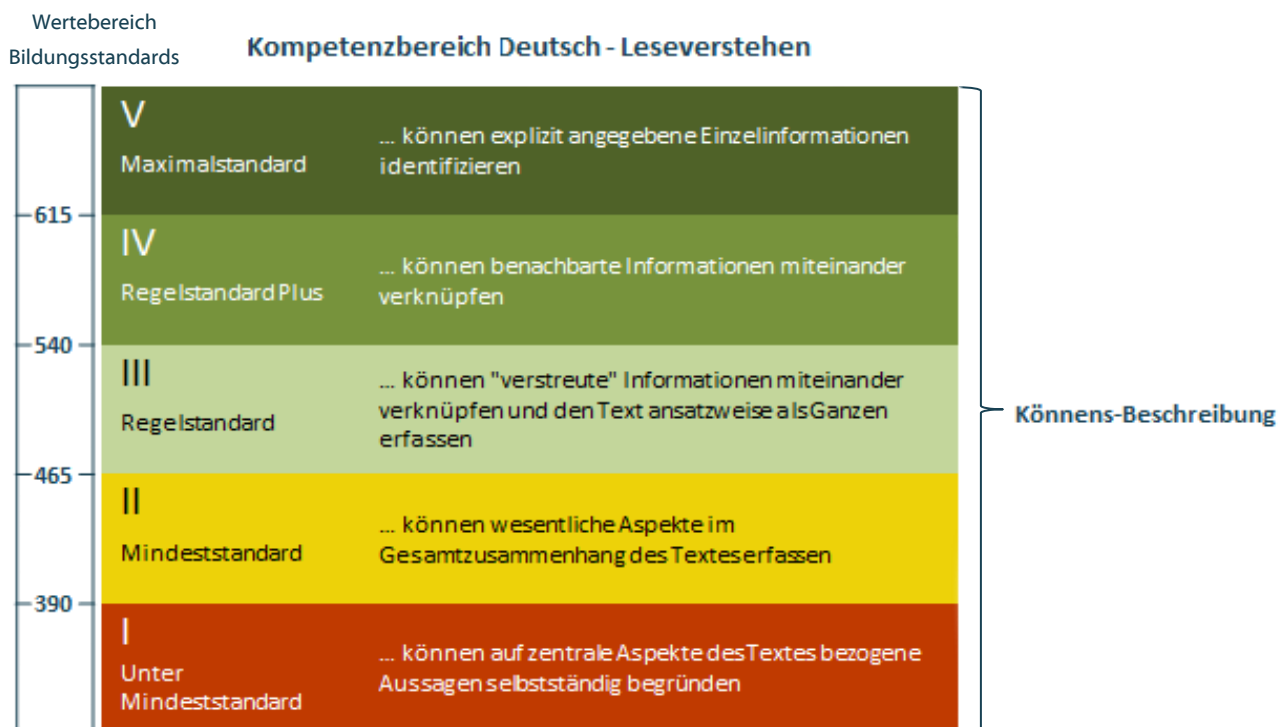 Wertebereich
Bildungsstandards
Kompetenzbereich Deutsch - Leseverstehen
V
Maximalstandard
... können explizit angegebene Einzelinformationen
identifizieren
615
IV
Regelstandard Plus
... können benachbarte Informationen miteinander
verknüpfen
540
III
Regelstandard
... können "verstreute" Informationen miteinander
verknüpfen und den Text ansatzweise als Ganzen
erfassen
Könnens-Beschreibung
465
II
Mindeststandard
... können wesentliche Aspekte im
Gesamtzusammenhang des Textes erfassen
390
I
Unter
Mindeststandard
... können auf zentrale Aspekte des Textes bezogene
Aussagen selbstständig begründen